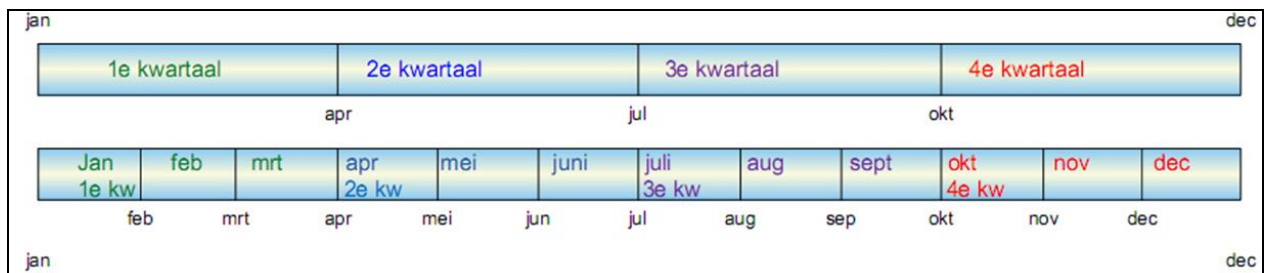 jan dec
1e kwartaal 2e kwartaal 3e kwartaal 4e kwartaal
apr jul okt
Jan feb mrt apr mei juni juli aug sept okt nov dec
1e kw 2e kw 3e kw 4e kw
feb mrt apr mei jun jul aug sep okt nov dec
jan dec